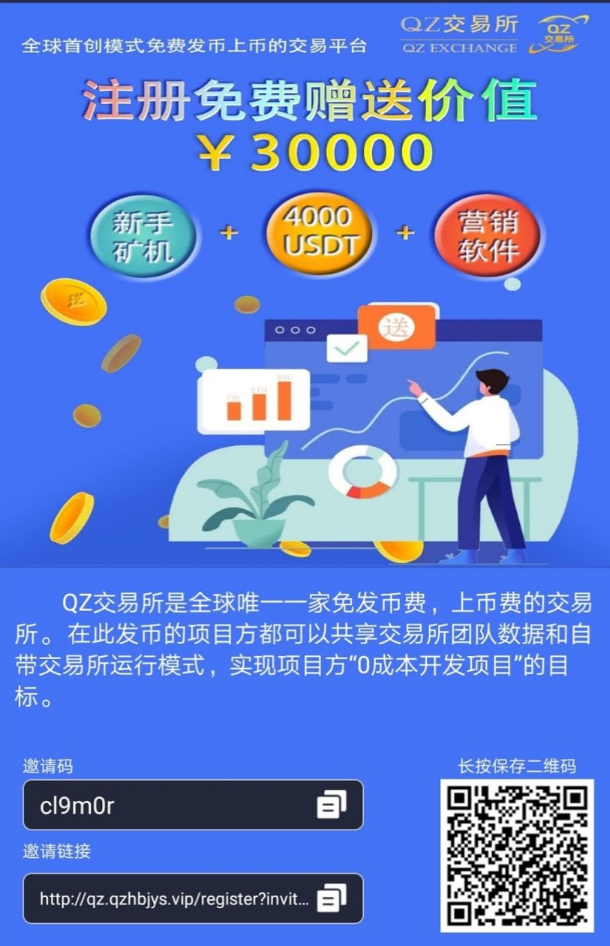 QZ交易所
QZ EXCHANGE
QZ
交易所
全球首创模式免费发币上币的交易平台
注册免费赠送价值
￥30000
新手
矿机
+
4000
USDT
+
营销
软件
送
QZ交易所是全球唯一一家免发币费，上币费的交易
所。在此发币的项目方都可以共享交易所团队数据和自
带交易所运行模式，实现项目方“0成本开发项目”的目
标。
邀请码
cl9m0r
邀请链接
http://qz.qzhbjys.vip/register?invit...
长按保存二维码